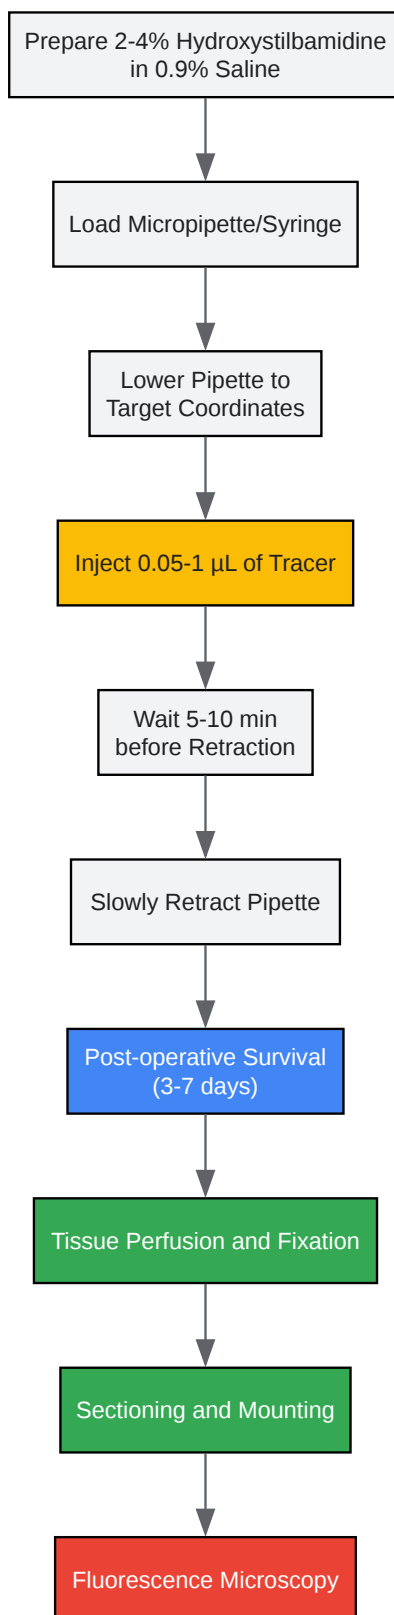 Prepare 2-4% Hydroxystilbamidine
in 0.9% Saline
Load Micropipette/Syringe
Lower Pipette to
Target Coordinates
Inject 0.05-1 µL of Tracer
Wait 5-10 min
before Retraction
Slowly Retract Pipette
Post-operative Survival
(3-7 days)
Tissue Perfusion and Fixation
Sectioning and Mounting
Fluorescence Microscopy